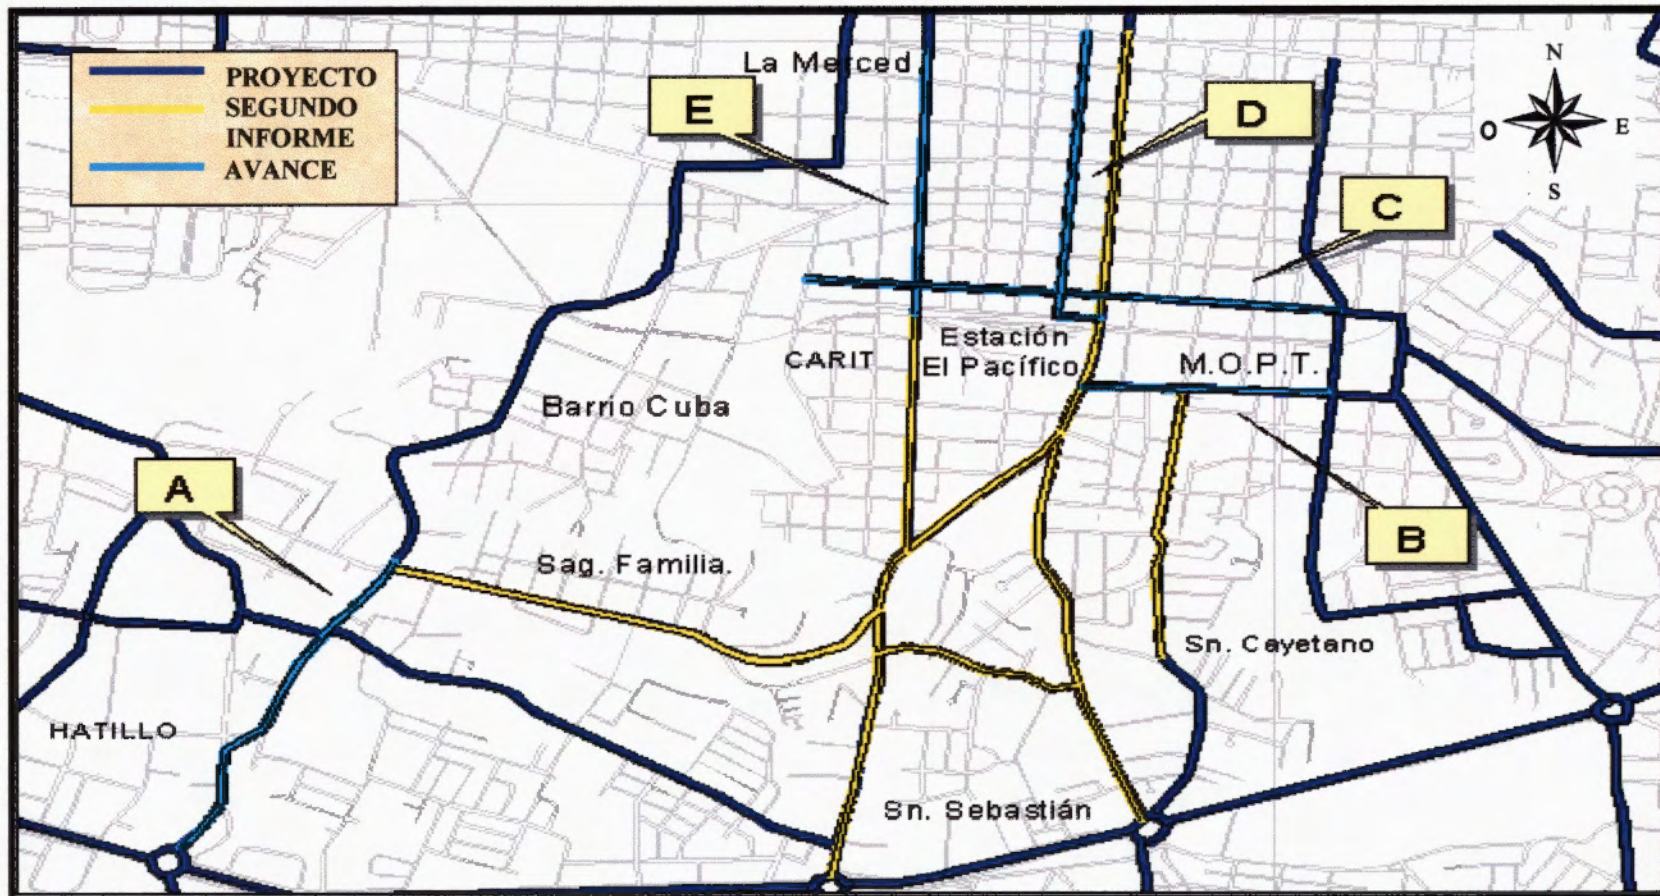 PROYECTO
SEGUNDO
INFORME
AVANCE
La Merced.
E
D
C
N
O
E
S
Estación
El Pacífico
CARIT
M.O.P.T.
Barrio Cuba
A
B
Sag. Familia.
Sn. Cayetano
HATILLO
Sn. Sebastián